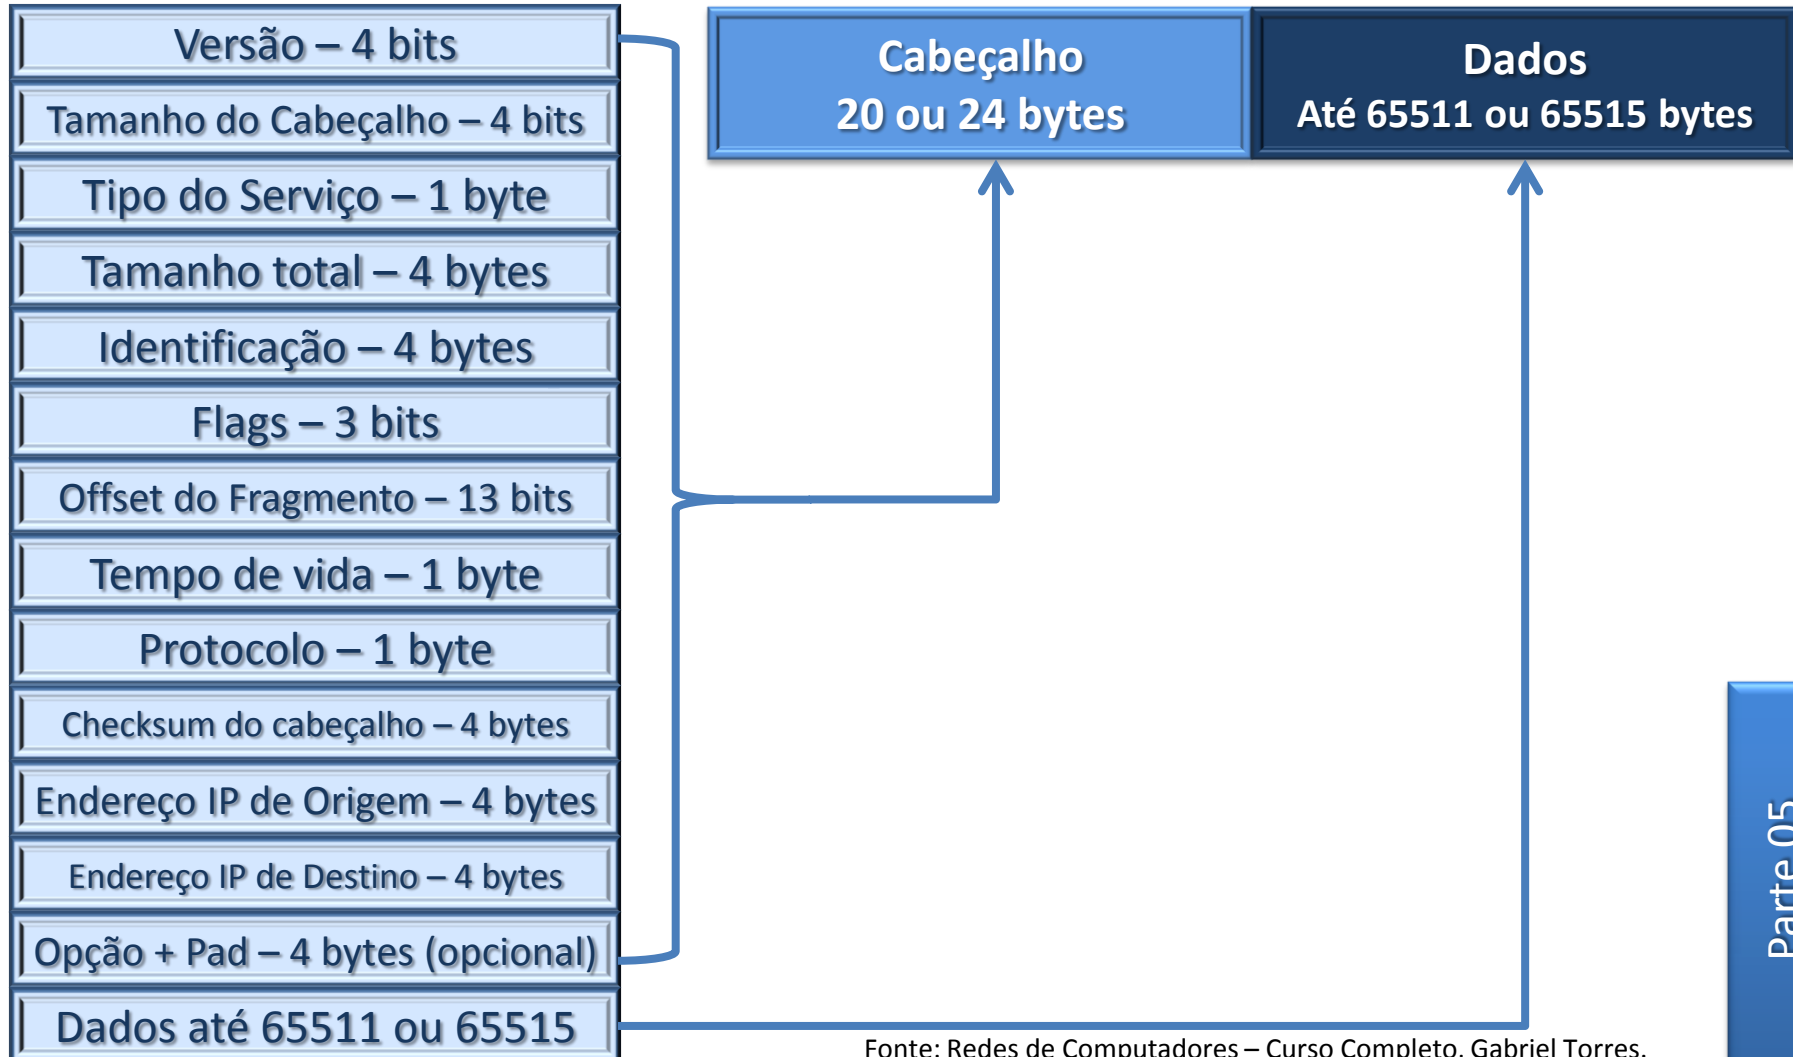 Versão – 4 bits
Tamanho do Cabeçalho – 4 bits
Tipo do Serviço – 1 byte
Tamanho total – 4 bytes
Identificação – 4 bytes
Flags – 3 bits
Offset do Fragmento – 13 bits
Tempo de vida – 1 byte
Protocolo – 1 byte
Checksum do cabeçalho – 4 bytes
Endereço IP de Origem – 4 bytes
Endereço IP de Destino – 4 bytes
Opção + Pad – 4 bytes (opcional)
Dados até 65511 ou 65515
Cabeçalho
20 ou 24 bytes
Dados
Até 65511 ou 65515 bytes
Parte 05
Fonte: Redes de Computadores – Curso Completo. Gabriel Torres.